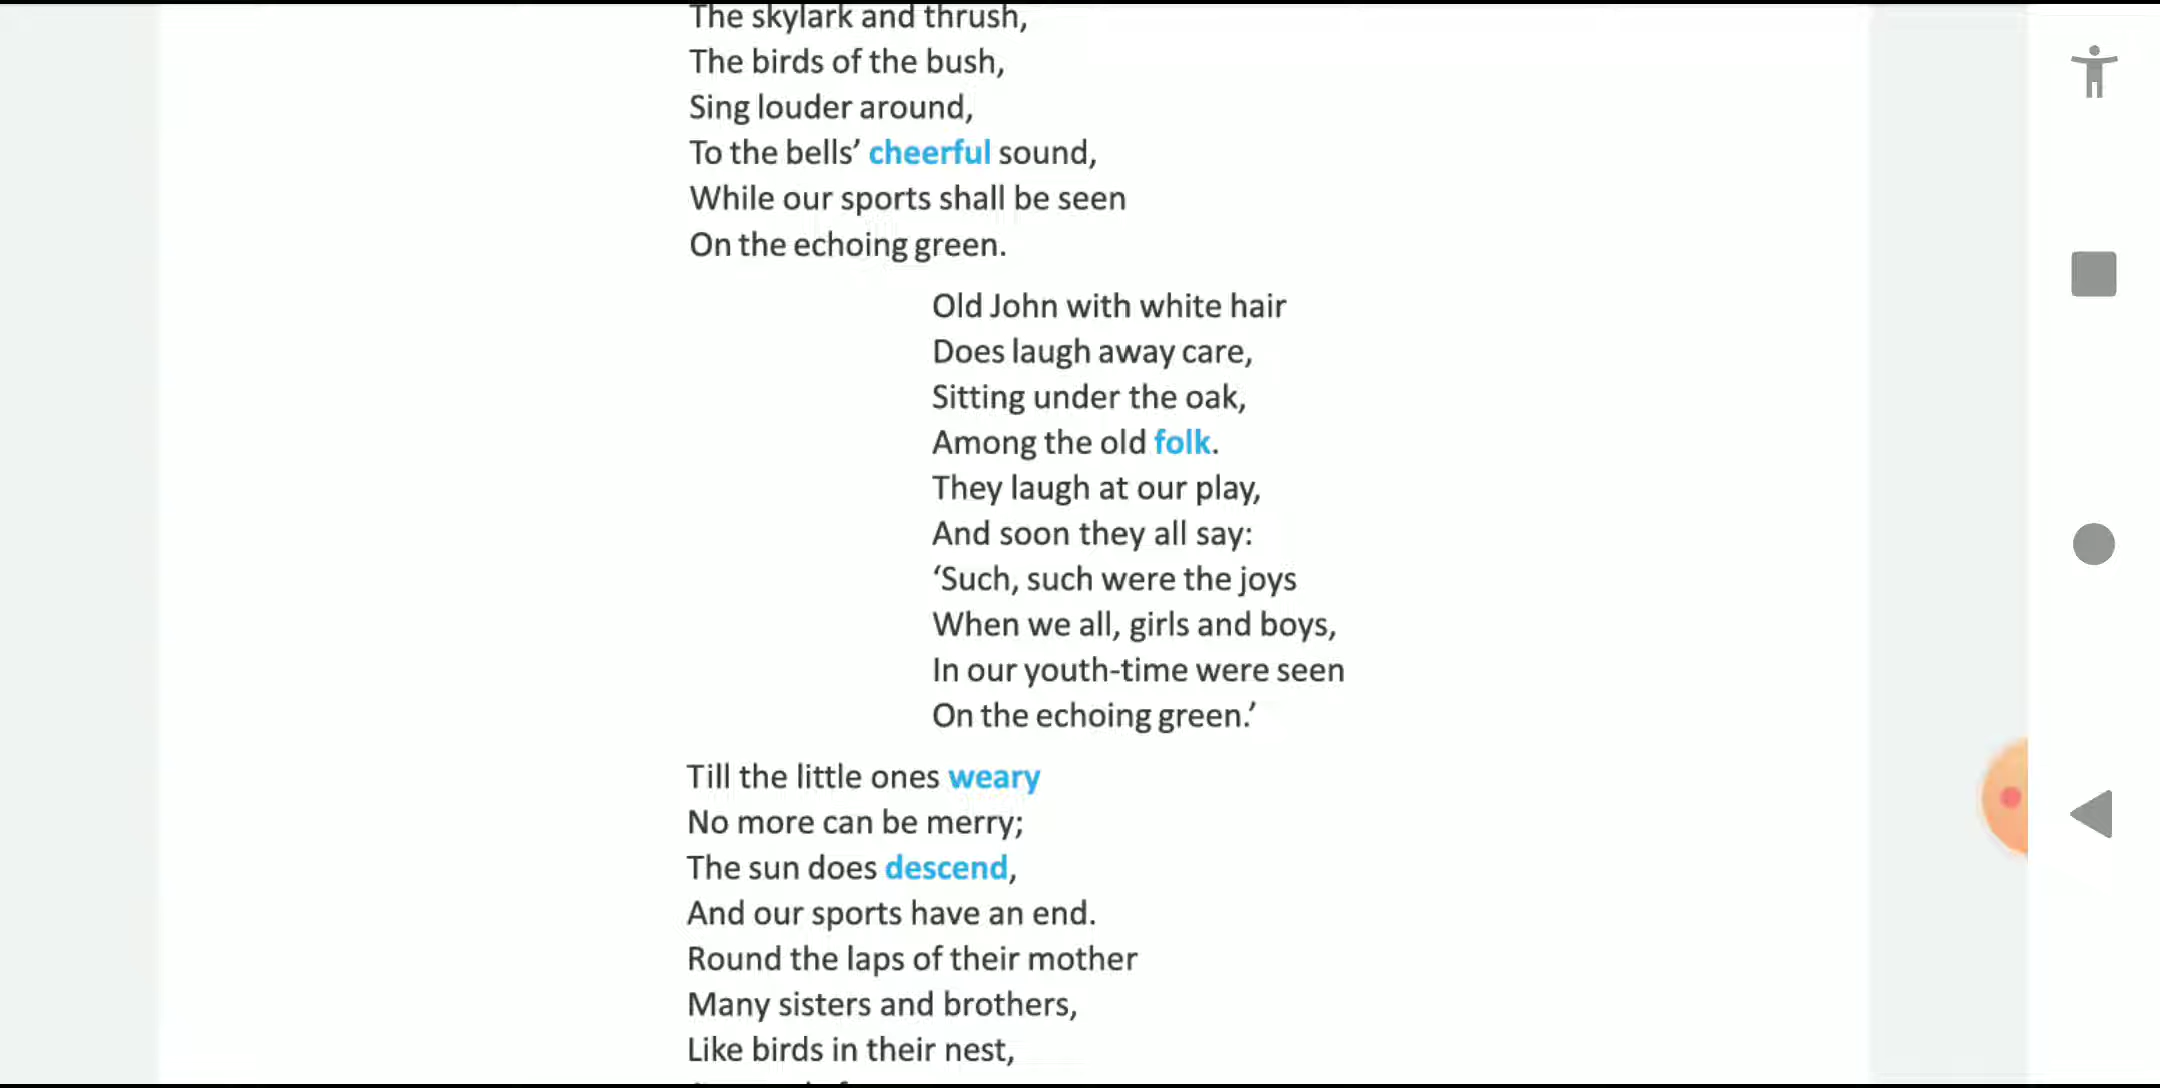 The skylark and thrush,
The birds of the bush,
Sing louder around,
To the bells’ cheerful sound,
While our sports shall be seen
On the echoing green.
Old John with white hair
Does laugh away care,
Sitting under the oak,
Among the old folk.
They laugh at our play,
And soon they all say:
‘Such, such were the joys
When we all, girls and boys,
In our youth-time were seen
On the echoing green.’
Till the little ones weary
No more can be merry;
The sun does descend,
And our sports have an end.
Round the laps of their mother
Many sisters and brothers,
Like birds in their nest,